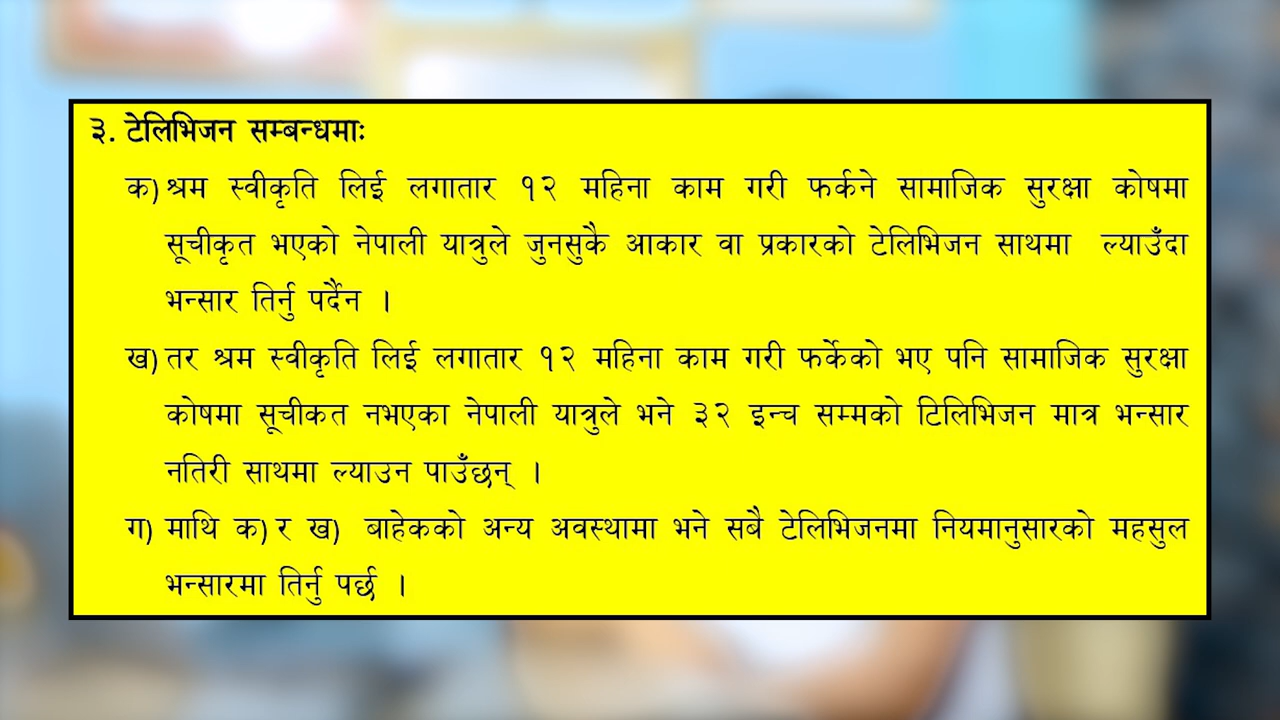 ३. टेलिभिजन सम्बन्धमाः
क) श्रम स्वीकृति लिई लगातार १२ महिना काम गरी फर्कने सामाजिक सुरक्षा कोषमा
सूचीकृत भएको नेपाली यात्रुले जुनसुकै आकार वा प्रकारको टेलिभिजन साथमा ल्याउँदा
भन्सार तिर्नु पर्दैन ।
ख) तर श्रम स्वीकृति लिई लगातार १२ महिना काम गरी फर्केको भए पनि सामाजिक सुरक्षा
कोषमा सूचीकत नभएका नेपाली यात्रुले भने ३२ इन्च सम्मको टिलिभिजन मात्र भन्सार
नतिरी साथमा ल्याउन पाउँछन् ।
ग) माथि क) र ख) बाहेकको अन्य अवस्थामा भने सबै टेलिभिजनमा नियमानुसारको महसुल
भन्सारमा तिर्नु पर्छ ।